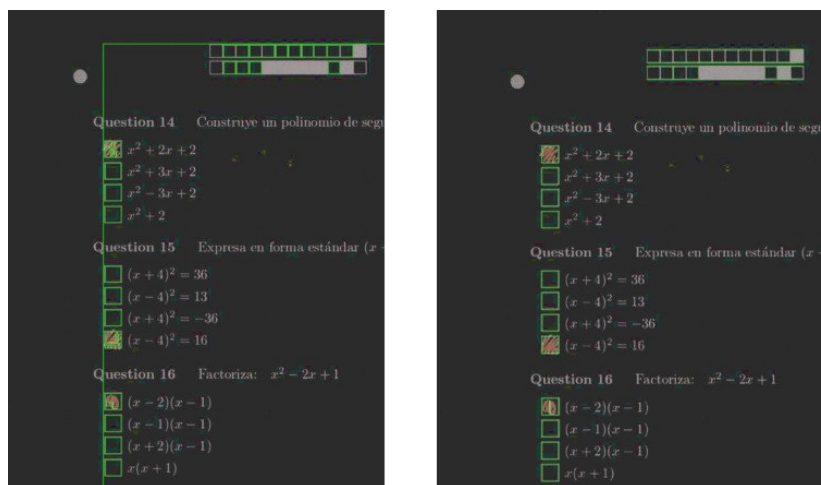 Question 14 Construye un polinomio de
x² + 2x + 2
x² + 3x + 2
x² − 3x + 2
x² + 2
Question 15 Expresa en forma estándar (x
(x + 4)² = 36
(x − 4)² = 13
(x + 4)² = −36
(x − 4)² = 16
Question 16 Factoriza: x² − 2x + 1
(x − 2)(x − 1)
(x − 1)(x − 1)
(x + 2)(x − 1)
x(x + 1)
Question 14 Construye un polinomio de
x² + 2x + 2
x² + 3x + 2
x² − 3x + 2
x² + 2
Question 15 Expresa en forma estándar (x
(x + 4)² = 36
(x − 4)² = 13
(x + 4)² = −36
(x − 4)² = 16
Question 16 Factoriza: x² − 2x + 1
(x − 2)(x − 1)
(x − 1)(x − 1)
(x + 2)(x − 1)
x(x + 1)